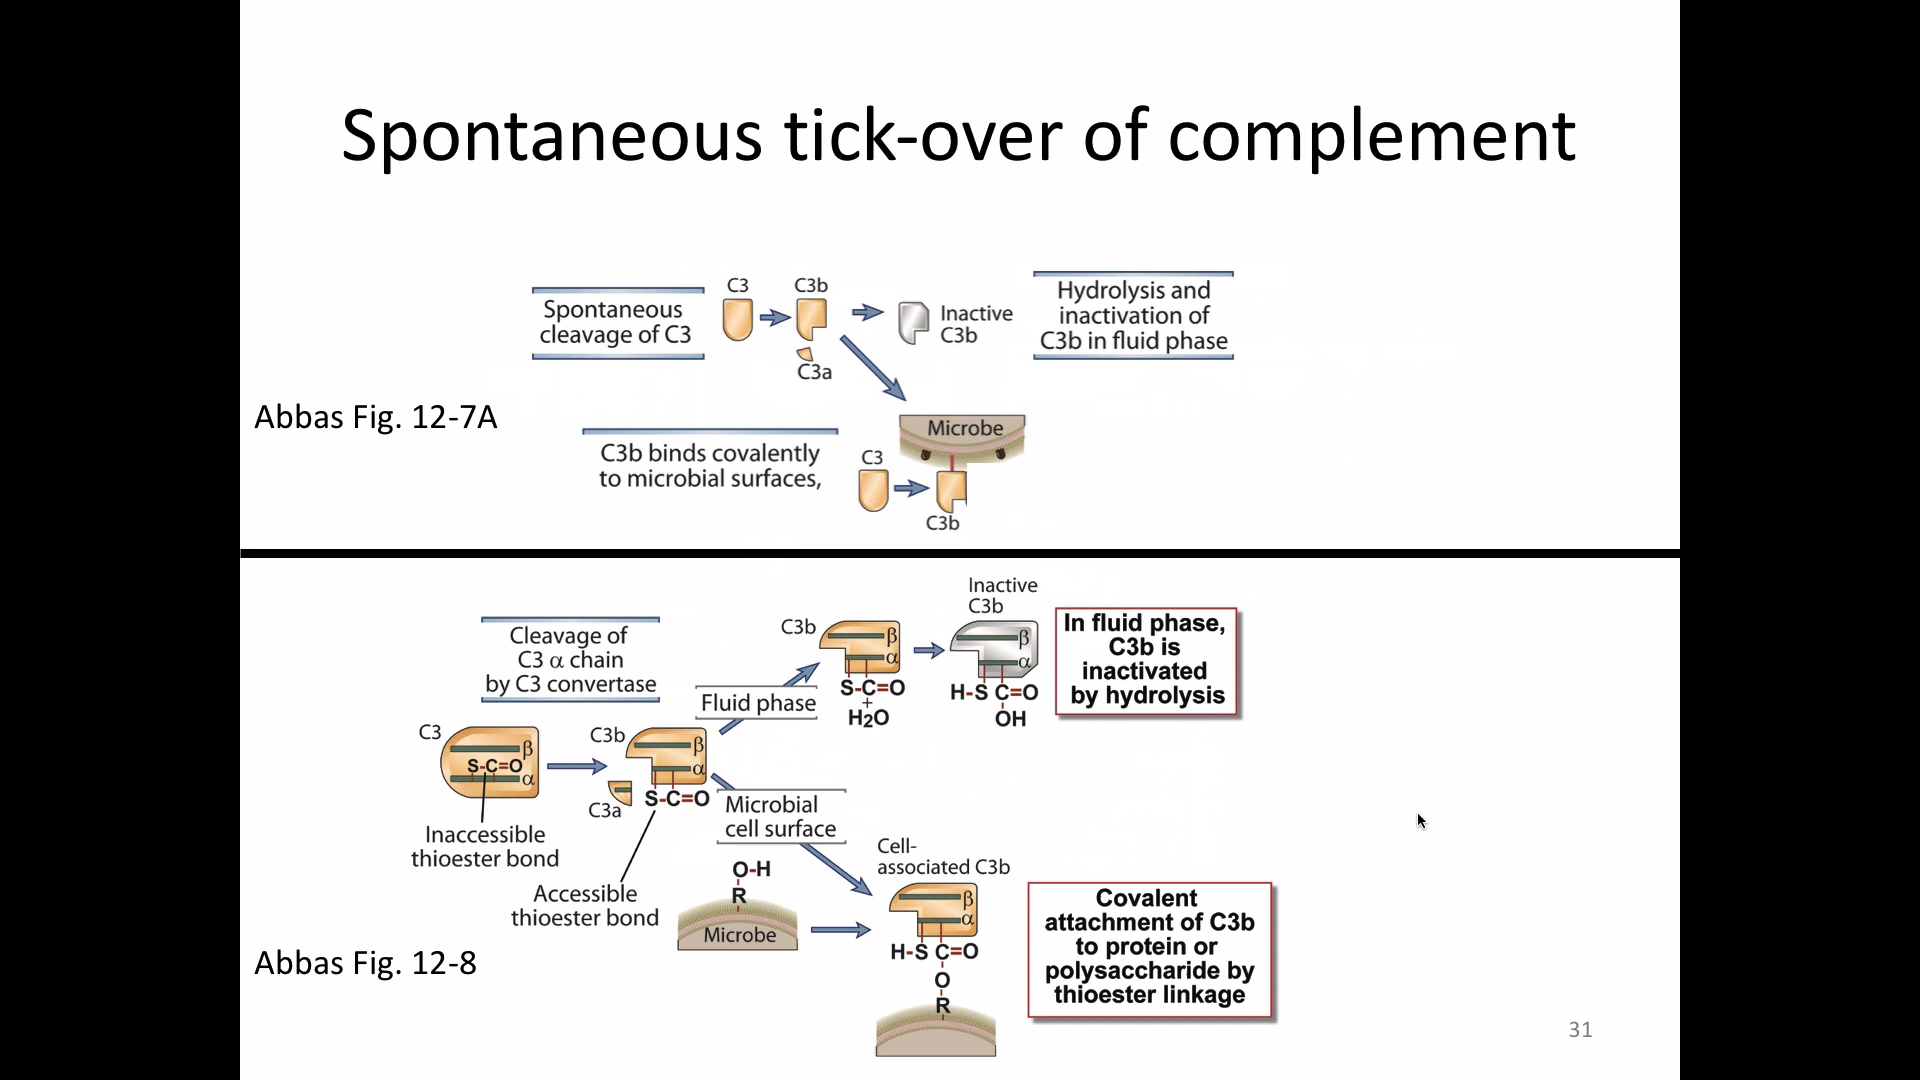 Spontaneous tick-over of complement
Spontaneous
cleavage of C3
C3
C3b
C3a
Inactive
C3b
Hydrolysis and
inactivation of
C3b in fluid phase
Abbas Fig. 12-7A
C3b binds covalently
to microbial surfaces,
Microbe
C3
C3b
Cleavage of
C3 α chain
by C3 convertase
C3
β
S-C=O
α
Inaccessible
thioester bond
C3b
β
α
C3a
S-C=O
Accessible
thioester bond
Fluid phase
C3b
β
α
S-C=O
+
H2O
Inactive
C3b
β
α
H-S C=O
OH
In fluid phase,
C3b is
inactivated
by hydrolysis
Microbial
cell surface
O-H
R
Microbe
Cell-
associated C3b
β
α
H-S C=O
O
R
Covalent
attachment of C3b
to protein or
polysaccharide by
thioester linkage
Abbas Fig. 12-8
31